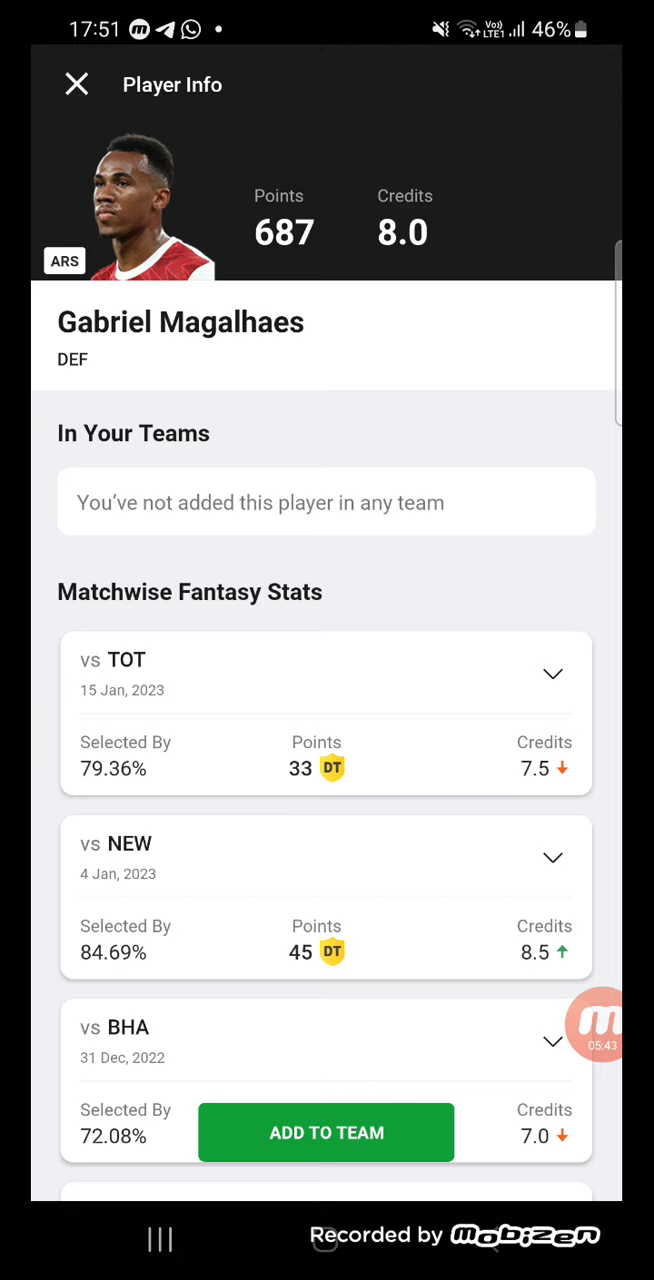 17:51 Vo)) LTE1 46%
Player Info
Points Credits
687 8.0
ARS
Gabriel Magalhaes
DEF
In Your Teams
You’ve not added this player in any team
Matchwise Fantasy Stats
vs TOT
15 Jan, 2023
Selected By Points Credits
79.36% 33 DT 7.5
vs NEW
4 Jan, 2023
Selected By Points Credits
84.69% 45 DT 8.5
vs BHA
31 Dec, 2022
05:43
Selected By Credits
72.08% 7.0
ADD TO TEAM
Recorded by mobizen